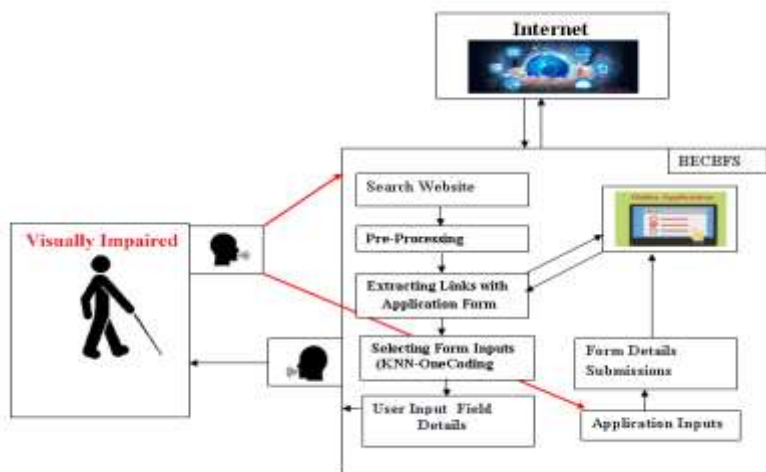 Internet
HECBFS
Search Website
Online Application
Visually Impaired
Pre-Processing
Extracting Links with
Application Form
Selecting Form Inputs
(KNN-OneCoding
Form Details
Submissions
User Input Field
Details
Application Inputs